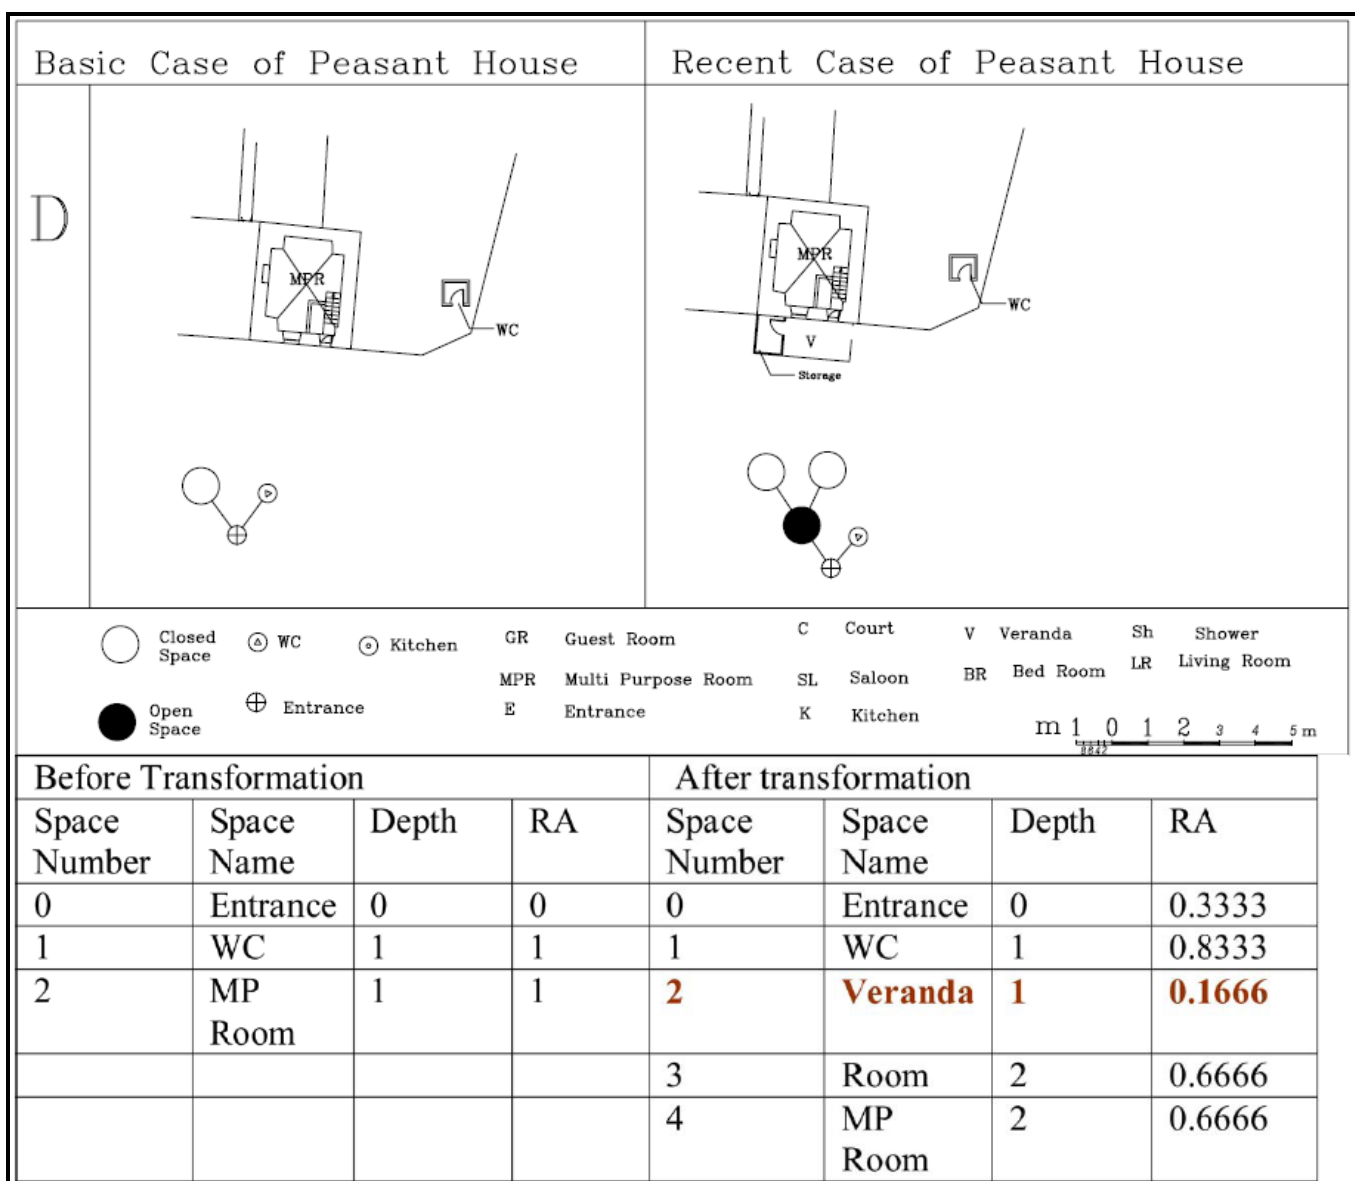 Basic Case of Peasant House
Recent Case of Peasant House
D
MPR
WC
MPR
WC
V
Storage
Closed Space
WC
Kitchen
Open Space
Entrance
GR Guest Room
MPR Multi Purpose Room
E Entrance
C Court
SL Saloon
K Kitchen
V Veranda
BR Bed Room
Sh Shower
LR Living Room
m 1 0 1 2 3 4 5 m
8642
Before Transformation After transformation
Space Number Space Name Depth RA Space Number Space Name Depth RA
0 Entrance 0 0 0 Entrance 0 0.3333
1 WC 1 1 1 WC 1 0.8333
2 MP Room 1 1 2 Veranda 1 0.1666
3 Room 2 0.6666
4 MP Room 2 0.6666